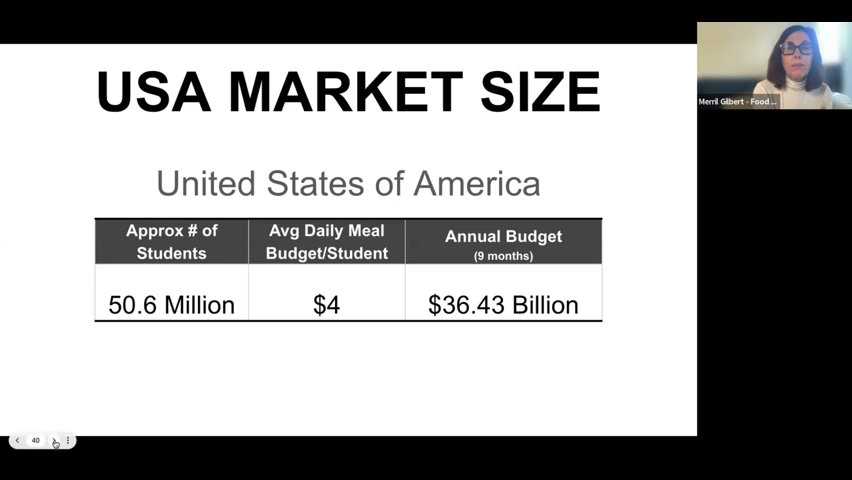 USA MARKET SIZE
United States of America
Approx # of
Students
Avg Daily Meal
Budget/Student
Annual Budget
(9 months)
50.6 Million
$4
$36.43 Billion
40
Merril Gilbert - Food ...